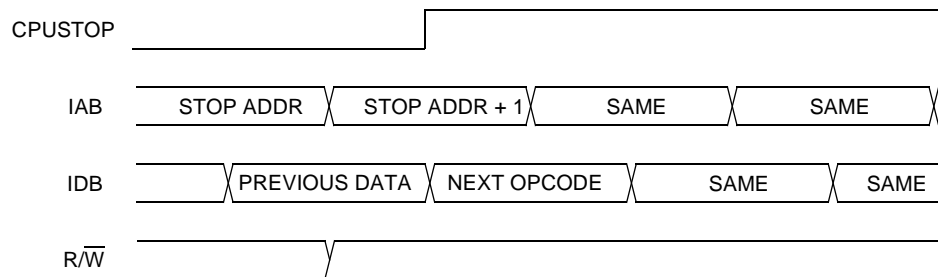 CPUSTOP
IAB STOP ADDR STOP ADDR + 1 SAME SAME
IDB PREVIOUS DATA NEXT OPCODE SAME SAME
R/W̅